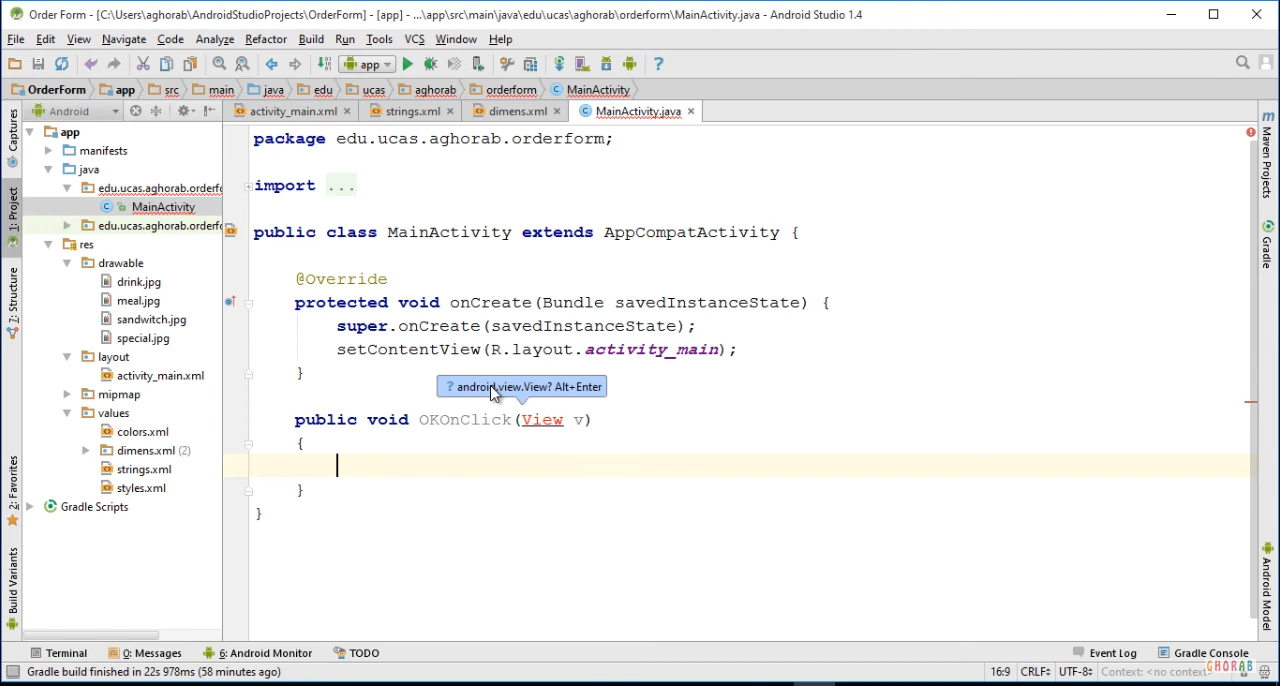 Order Form - [C:\Users\aghorab\AndroidStudioProjects\OrderForm] - [app] - ...\app\src\main\java\edu\ucas\aghorab\orderform\MainActivity.java - Android Studio 1.4
File Edit View Navigate Code Analyze Refactor Build Run Tools VCS Window Help
app
OrderForm app src main java edu ucas aghorab orderform MainActivity
Android activity_main.xml strings.xml dimens.xml MainActivity.java
Captures
1: Project
7: Structure
2: Favorites
Build Variants
app
manifests
java
edu.ucas.aghorab.orderfo
MainActivity
edu.ucas.aghorab.orderfo
res
drawable
drink.jpg
meal.jpg
sandwitch.jpg
special.jpg
layout
activity_main.xml
mipmap
values
colors.xml
dimens.xml (2)
strings.xml
styles.xml
Gradle Scripts
package edu.ucas.aghorab.orderform;
import ...
public class MainActivity extends AppCompatActivity {
@Override
protected void onCreate(Bundle savedInstanceState) {
super.onCreate(savedInstanceState);
setContentView(R.layout.activity_main);
}
? android.view.View? Alt+Enter
public void OKOnClick(View v)
{
}
}
m Maven Projects
Gradle
Android Model
Terminal 0: Messages 6: Android Monitor TODO Event Log Gradle Console
Gradle build finished in 22s 978ms (58 minutes ago) 16:9 CRLF UTF-8 Context: <no context>
GHORAB